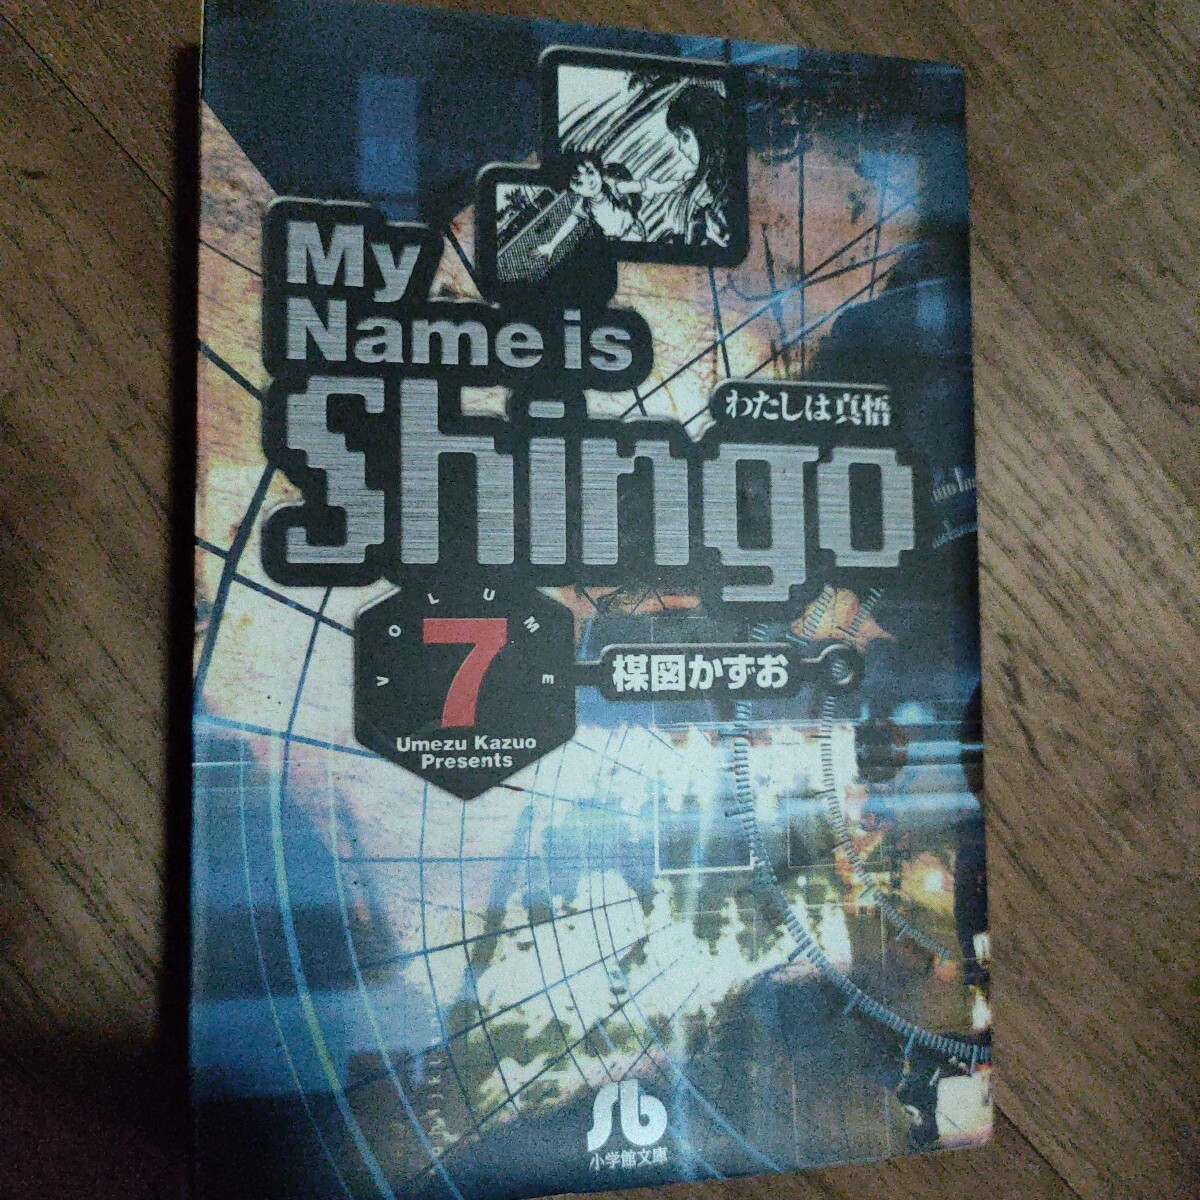 My
Name is
Shingo
わたしは真悟
VOLUME
7
Umezu Kazuo
Presents
楳図かずお
小学館文庫